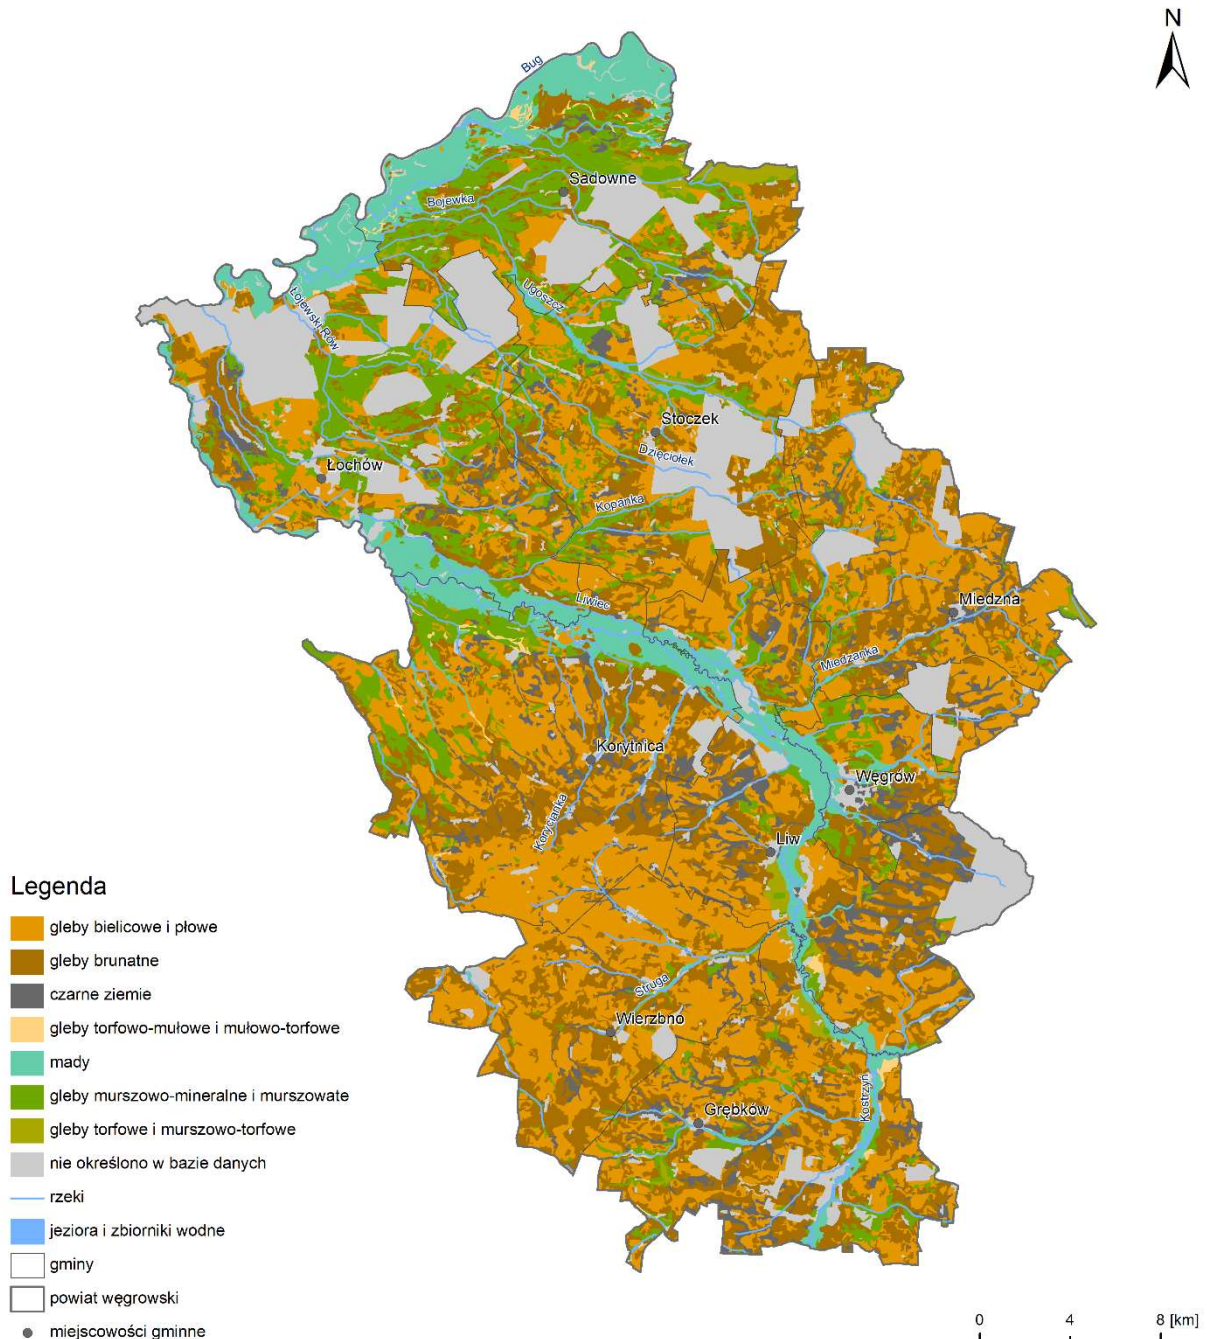 N
Bug
Sadowne
Bojewka
Ugoszcz
Łojewski Rów
Stoczek
Dzięciołek
Łochów
Kopanka
Liwiec
Miedzna
Miedzanka
Korytnica
Węgrów
Korycianka
Liw
Struga
Wierzbno
Kostrzyń
Grębków
Legenda
gleby bielicowe i płowe
gleby brunatne
czarne ziemie
gleby torfowo-mułowe i mułowo-torfowe
mady
gleby murszowo-mineralne i murszowate
gleby torfowe i murszowo-torfowe
nie określono w bazie danych
rzeki
jeziora i zbiorniki wodne
gminy
powiat węgrowski
miejscowości gminne
0 4 8 [km]